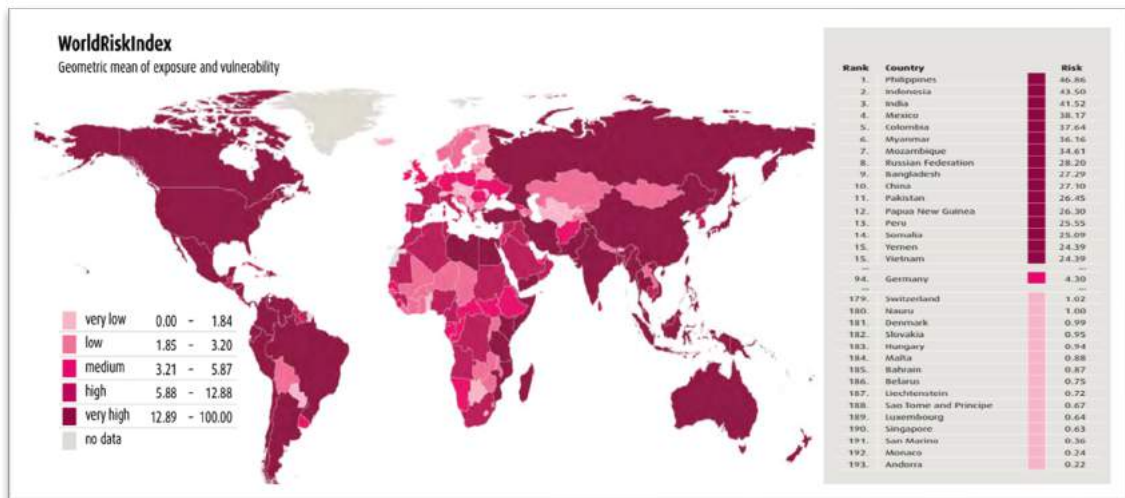 WorldRiskIndex
Geometric mean of exposure and vulnerability
very low 0.00 - 1.84
low 1.85 - 3.20
medium 3.21 - 5.87
high 5.88 - 12.88
very high 12.89 - 100.00
no data
Rank Country Risk
1. Philippines 46.86
2. Indonesia 43.50
3. India 41.52
4. Mexico 38.17
5. Colombia 37.64
6. Myanmar 36.16
7. Mozambique 34.61
8. Russian Federation 28.20
9. Bangladesh 27.29
10. China 27.10
11. Pakistan 26.45
12. Papua New Guinea 26.30
13. Peru 25.55
14. Somalia 25.09
15. Yemen 24.39
15. Vietnam 24.39
... ... ...
94. Germany 4.30
... ... ...
179. Switzerland 1.02
180. Nauru 1.00
181. Denmark 0.99
182. Slovakia 0.95
183. Hungary 0.94
184. Malta 0.88
185. Bahrain 0.87
186. Belarus 0.75
187. Liechtenstein 0.72
188. Sao Tome and Principe 0.67
189. Luxembourg 0.64
190. Singapore 0.63
191. San Marino 0.36
192. Monaco 0.24
193. Andorra 0.22